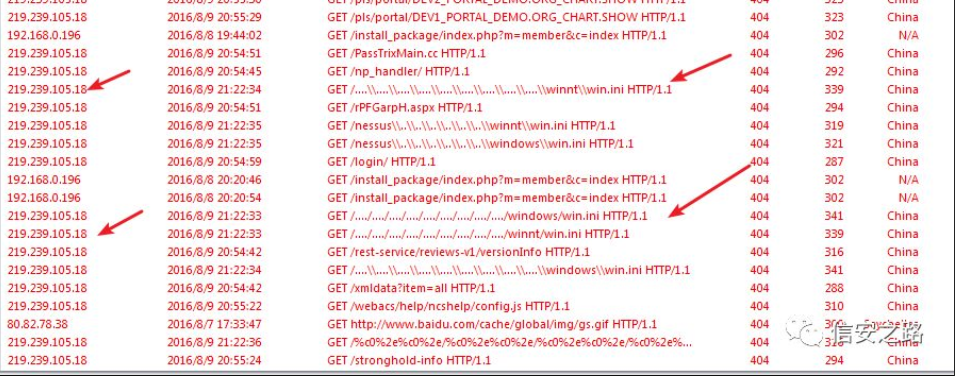 GET /pls/portal/DEV2_PORTAL_DEMO.ORG_CHART.SHOW HTTP/1.1 404 323 China
219.239.105.18 2016/8/9 20:55:29 GET /pls/portal/DEV1_PORTAL_DEMO.ORG_CHART.SHOW HTTP/1.1 404 323 China
192.168.0.196 2016/8/8 19:44:02 GET /install_package/index.php?m=member&c=index HTTP/1.1 404 302 N/A
219.239.105.18 2016/8/9 20:54:51 GET /PassTrixMain.cc HTTP/1.1 404 296 China
219.239.105.18 2016/8/9 20:54:45 GET /np_handler/ HTTP/1.1 404 292 China
219.239.105.18 2016/8/9 21:22:34 GET /....\\....\\....\\....\\....\\....\\....\\....\\....\\winnt\\win.ini HTTP/1.1 404 339 China
219.239.105.18 2016/8/9 20:54:51 GET /rPFGarpH.aspx HTTP/1.1 404 294 China
219.239.105.18 2016/8/9 21:22:35 GET /nessus\\..\\..\\..\\..\\..\\..\\winnt\\win.ini HTTP/1.1 404 319 China
219.239.105.18 2016/8/9 21:22:35 GET /nessus\\..\\..\\..\\..\\..\\..\\windows\\win.ini HTTP/1.1 404 321 China
219.239.105.18 2016/8/9 20:54:59 GET /login/ HTTP/1.1 404 287 China
192.168.0.196 2016/8/8 20:20:46 GET /install_package/index.php?m=member&c=index HTTP/1.1 404 302 N/A
192.168.0.196 2016/8/8 20:20:54 GET /install_package/index.php?m=member&c=index HTTP/1.1 404 302 N/A
219.239.105.18 2016/8/9 21:22:33 GET /..../..../..../..../..../..../..../..../..../windows/win.ini HTTP/1.1 404 341 China
219.239.105.18 2016/8/9 21:22:33 GET /..../..../..../..../..../..../..../..../..../winnt/win.ini HTTP/1.1 404 339 China
219.239.105.18 2016/8/9 20:54:42 GET /rest-service/reviews-v1/versionInfo HTTP/1.1 404 316 China
219.239.105.18 2016/8/9 21:22:34 GET /....\\....\\....\\....\\....\\....\\....\\....\\....\\windows\\win.ini HTTP/1.1 404 341 China
219.239.105.18 2016/8/9 20:54:42 GET /xmldata?item=all HTTP/1.1 404 288 China
219.239.105.18 2016/8/9 20:55:22 GET /webacs/help/ncshelp/config.js HTTP/1.1 404 310 China
80.82.78.38 2016/8/7 17:33:47 GET http://www.baidu.com/cache/global/img/gs.gif HTTP/1.1 404
219.239.105.18 2016/8/9 21:22:36 GET /%c0%2e%c0%2e/%c0%2e%c0%2e/%c0%2e%c0%2e/%c0%2e%... 404 China
219.239.105.18 2016/8/9 20:55:24 GET /stronghold-info HTTP/1.1 404 294 China
信安之路